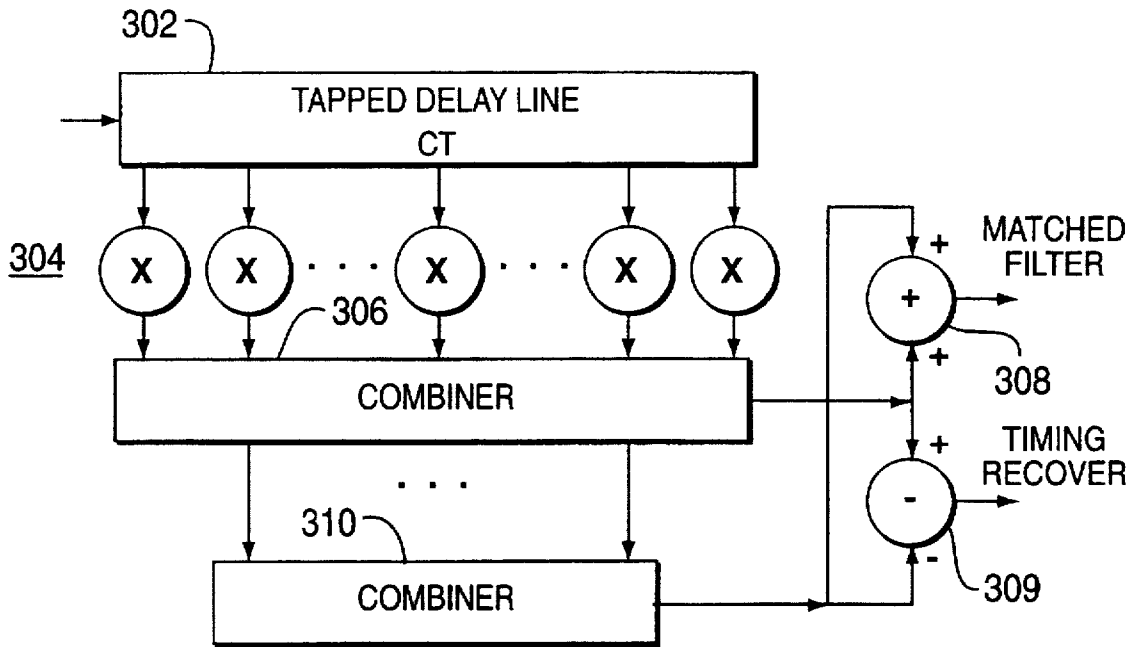 302
TAPPED DELAY LINE
CT
304
X X . . . X . . . X X
306
COMBINER
+
MATCHED
FILTER
+
+
308
+
TIMING
RECOVER
-
-
309
. . .
310
COMBINER